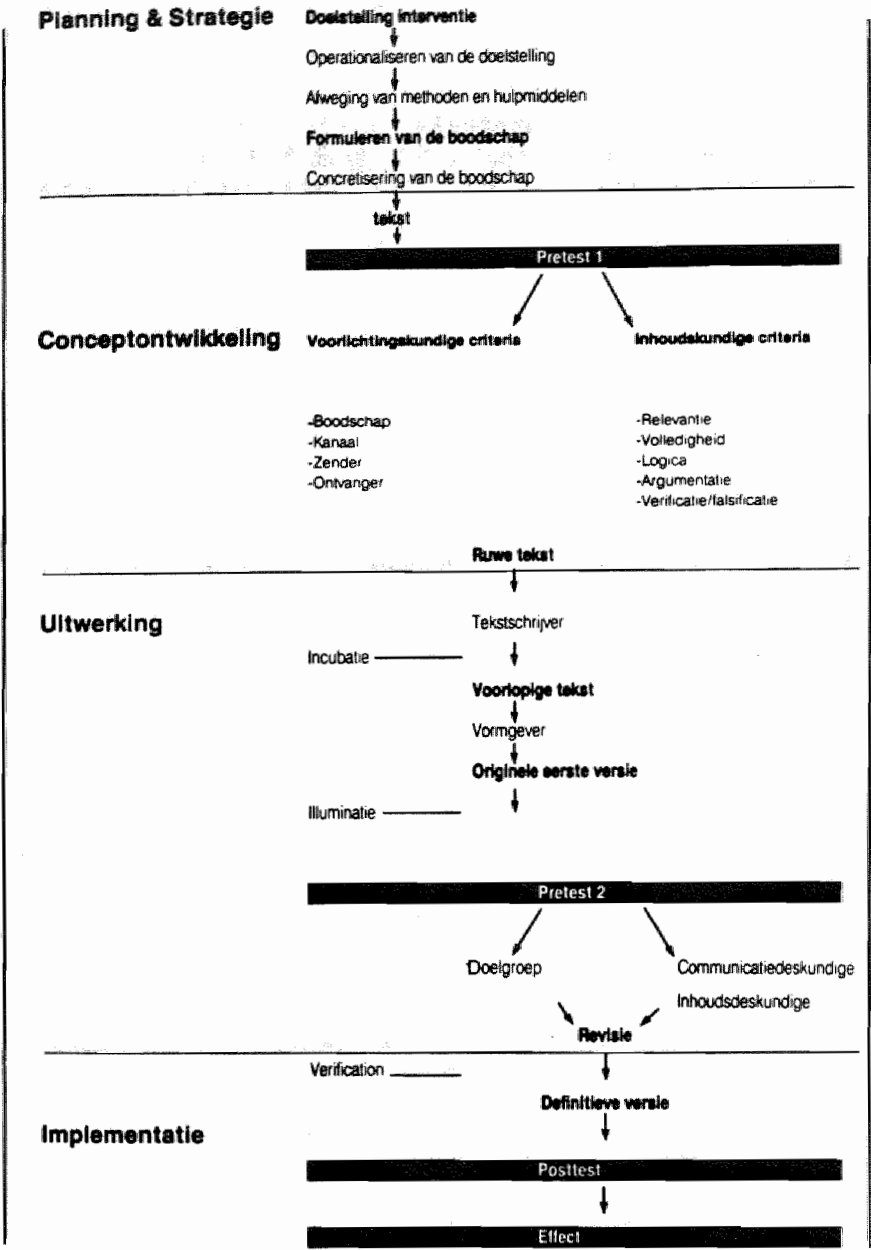 Planning & Strategie
Doelstelling interventie
Operationaliseren van de doelstelling
Afweging van methoden en hulpmiddelen
Formuleren van de boodschap
Concretisering van de boodschap
tekst
Pretest 1
Conceptontwikkeling
Voorlichtingskundige criteria
Inhoudskundige criteria
-Boodschap
-Kanaal
-Zender
-Ontvanger
-Relevantie
-Volledigheid
-Logica
-Argumentatie
-Verificatie/falsificatie
Ruwe tekst
Uitwerking
Tekstschrijver
Incubatie
Voorlopige tekst
Vormgever
Originele eerste versie
Illuminatie
Pretest 2
Doelgroep
Communicatiedeskundige
Inhoudsdeskundige
Revisie
Verification
Definitieve versie
Implementatie
Posttest
Effect